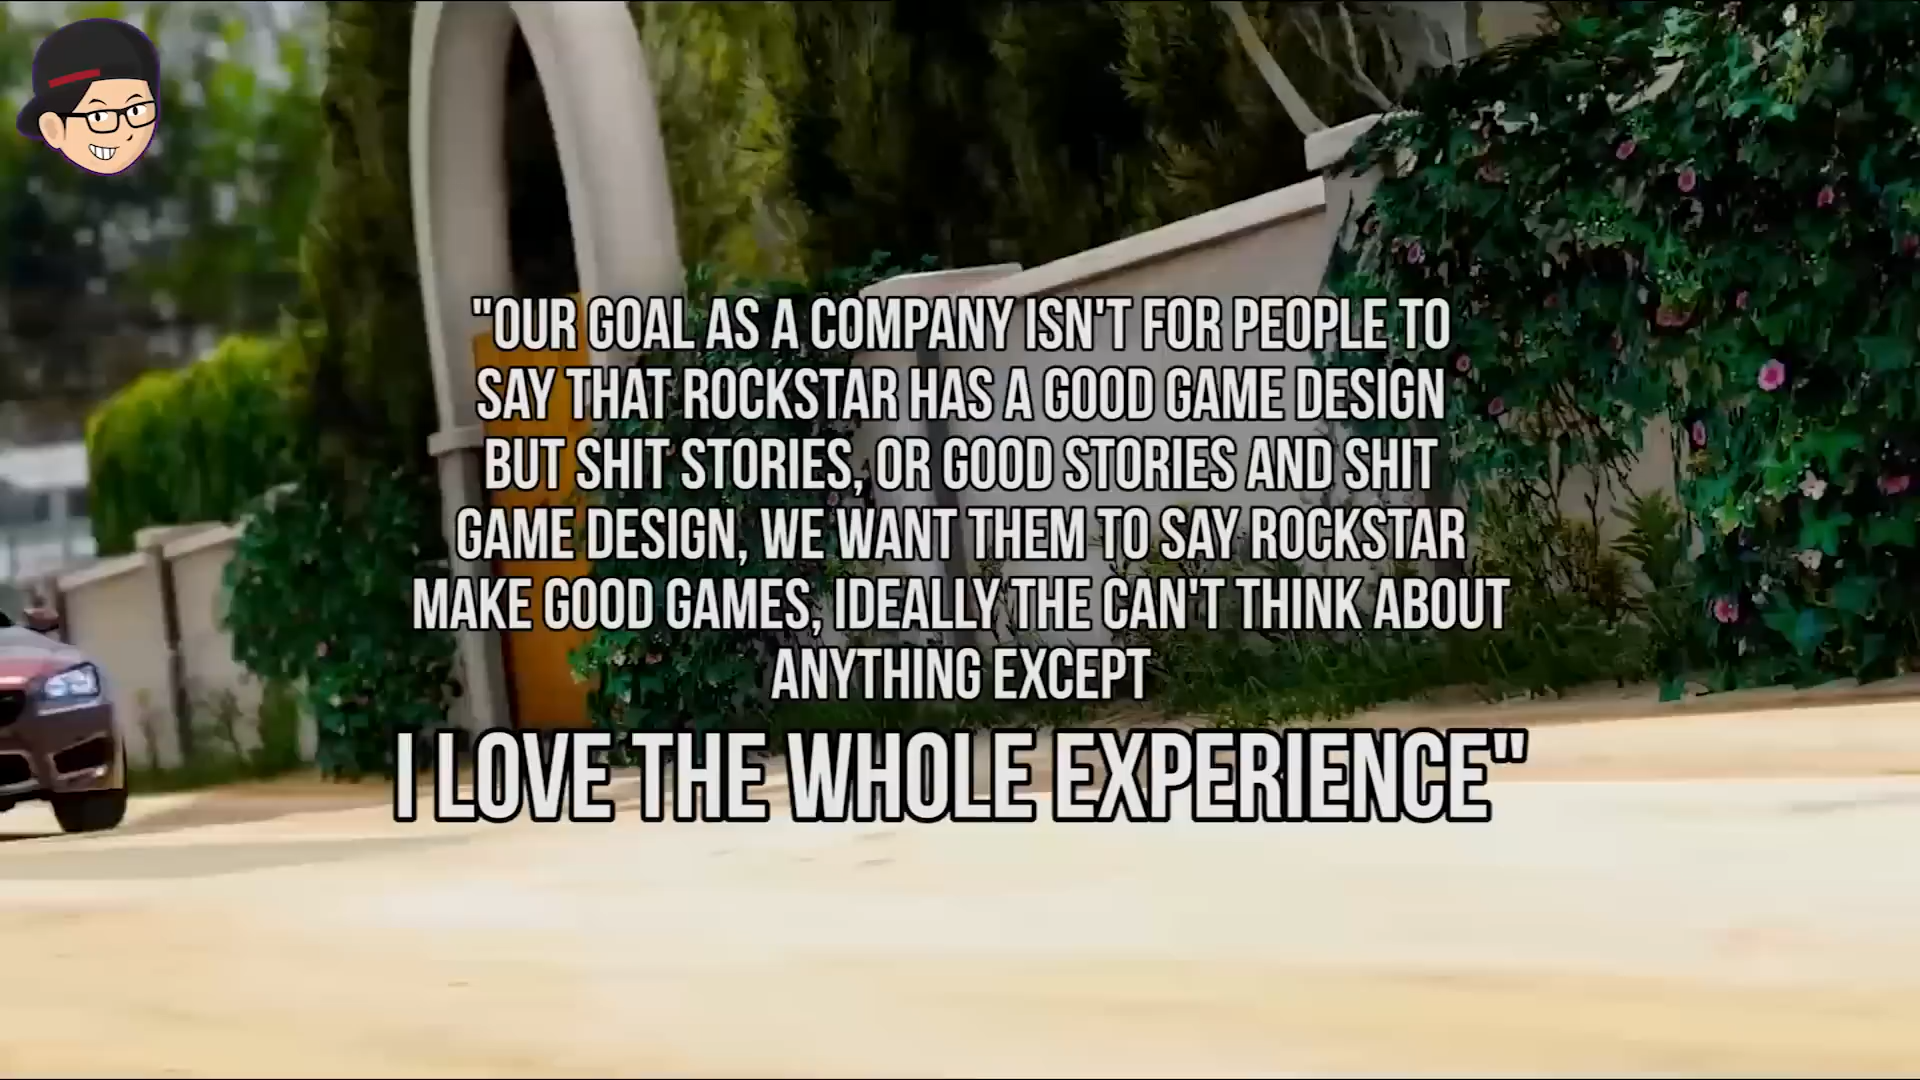 "OUR GOAL AS A COMPANY ISN'T FOR PEOPLE TO
SAY THAT ROCKSTAR HAS A GOOD GAME DESIGN
BUT SHIT STORIES, OR GOOD STORIES AND SHIT
GAME DESIGN, WE WANT THEM TO SAY ROCKSTAR
MAKE GOOD GAMES, IDEALLY THE CAN'T THINK ABOUT
ANYTHING EXCEPT
I LOVE THE WHOLE EXPERIENCE"